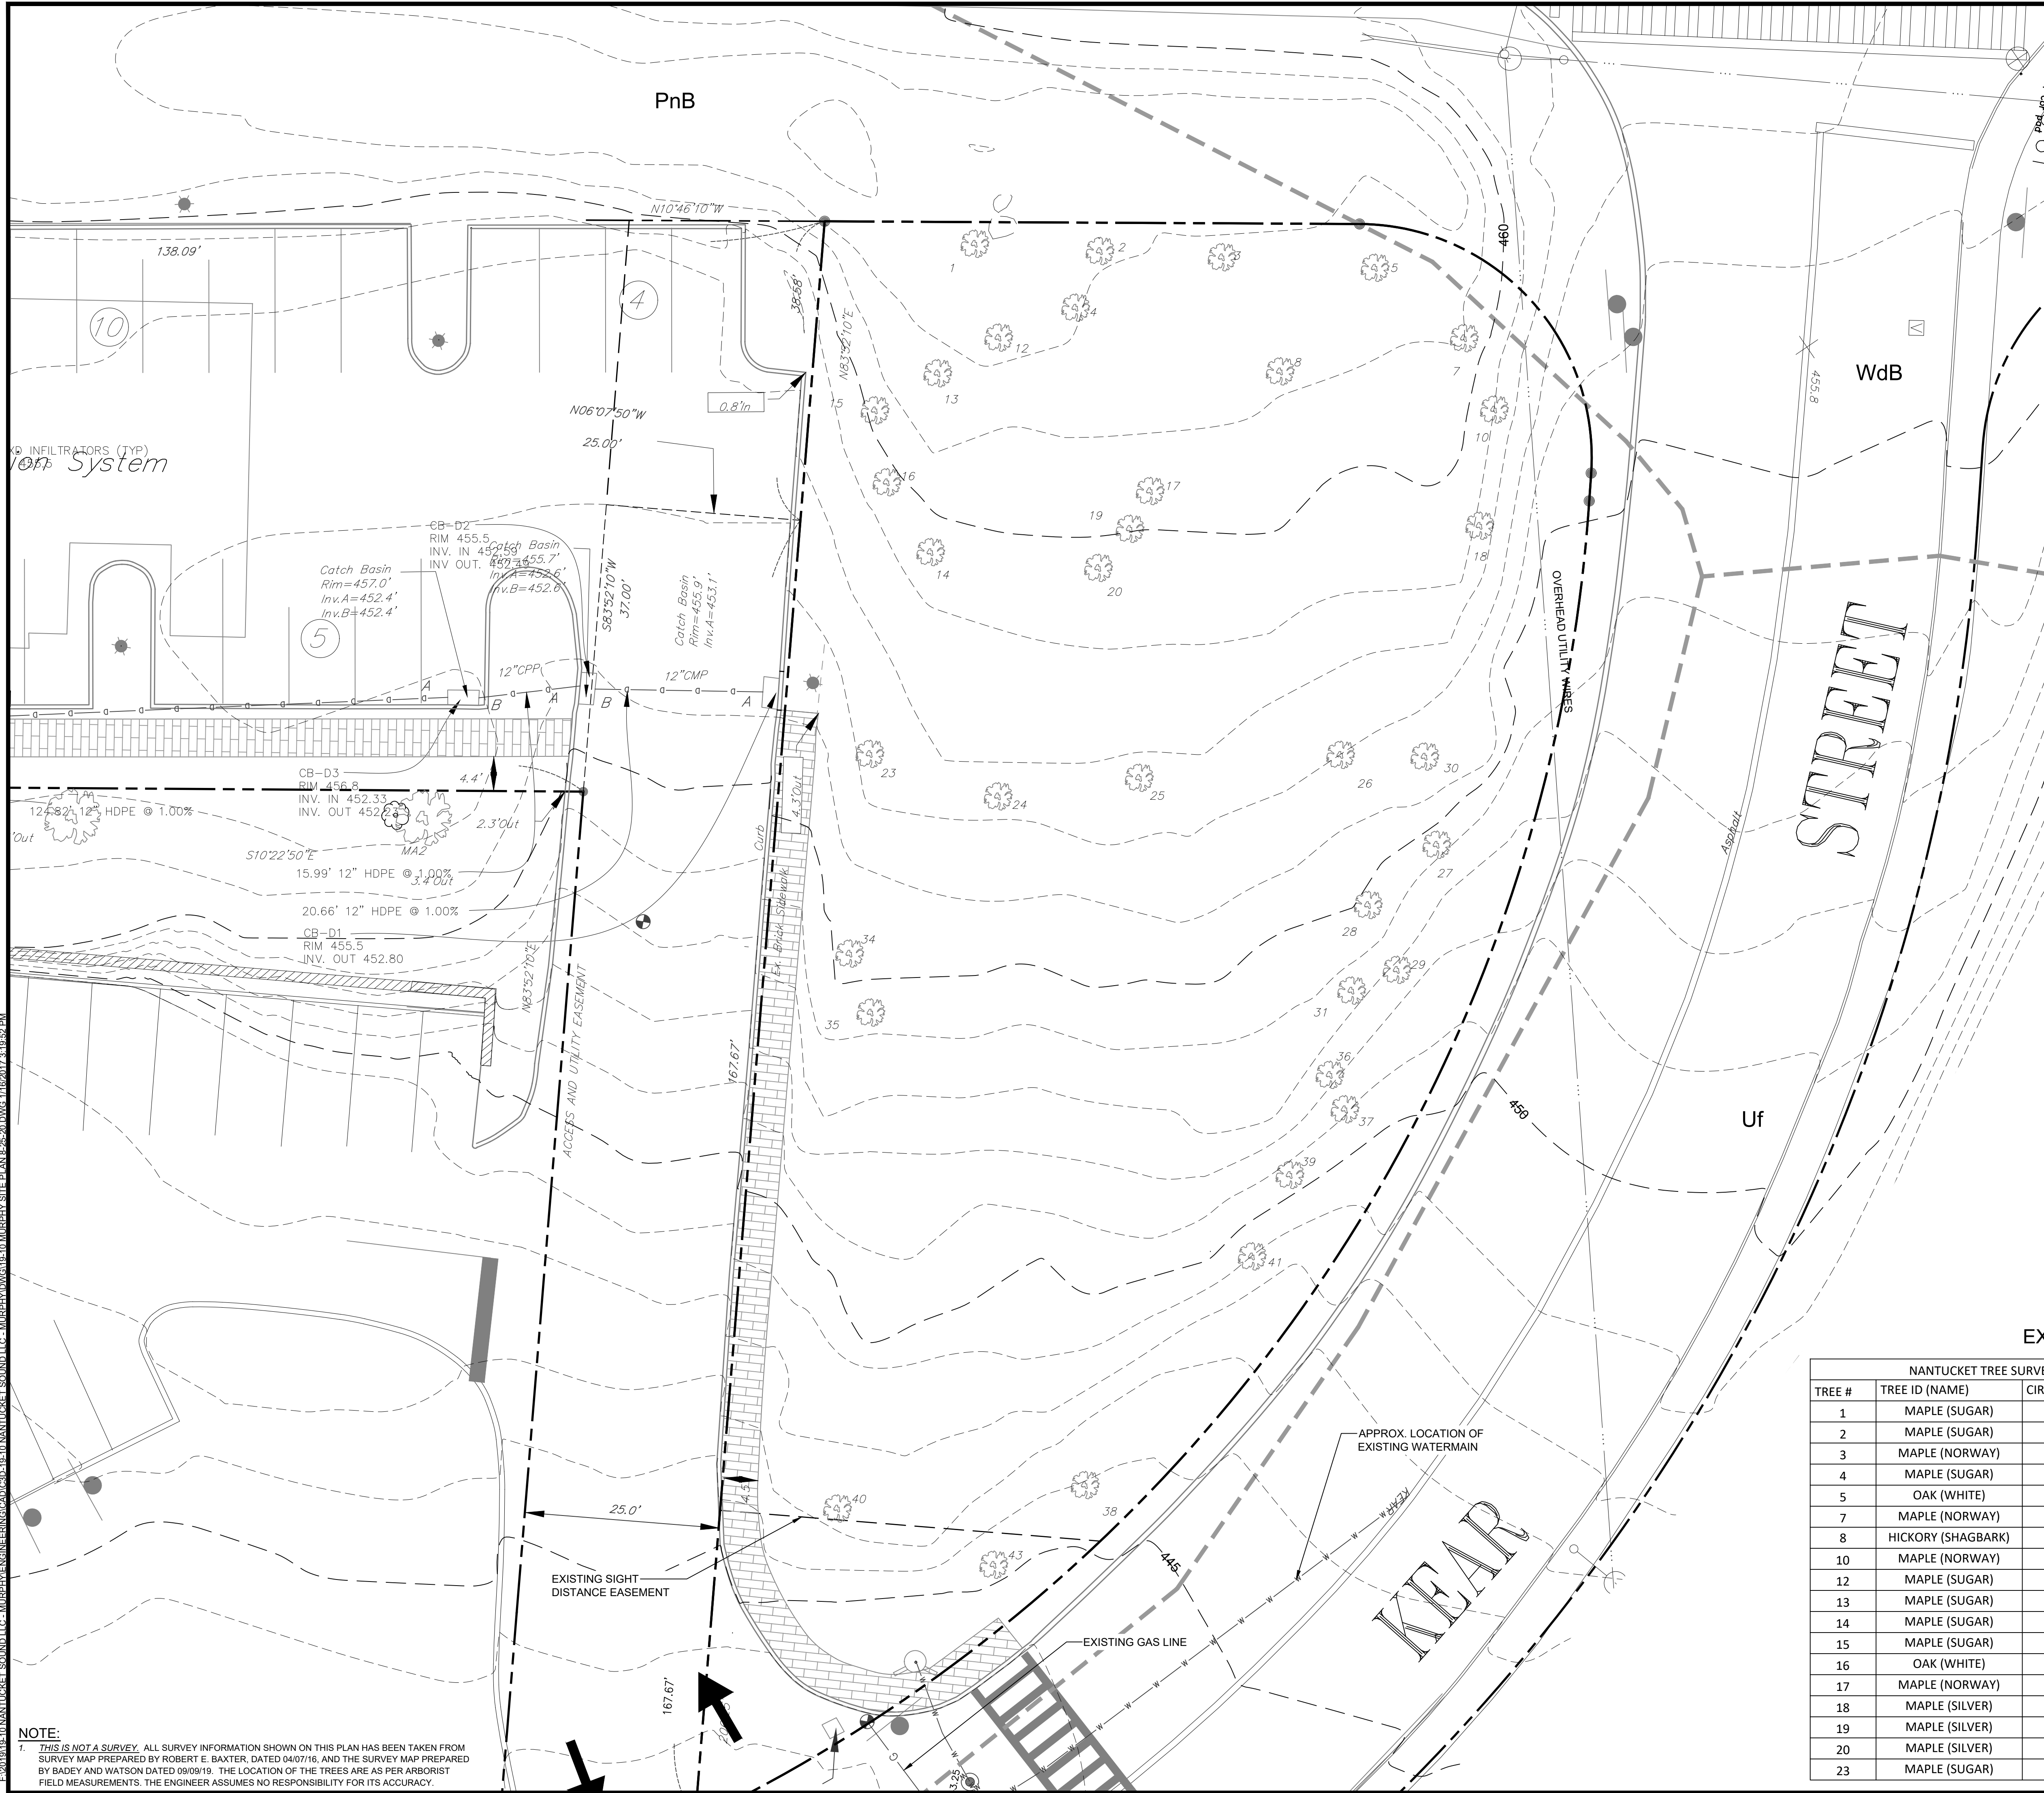 PnB
N10°46'10"W
138.09'
10
4
38.58'
N83°52'10"E
0.8'In
N06°07'50"W
25.00'
XD INFILTRATORS (TYP)
455.5
ion System
1
2
3
4
5
12
13
15
8
7
10
16
17
19
14
20
18
460
WdB
455.8
V
CB-D2
RIM 455.5
INV. IN 452.59
INV OUT. 452.49
Catch Basin
Rim=455.7'
Inv.A=452.6'
Inv.B=452.6'
Catch Basin
Rim=457.0'
Inv.A=452.4'
Inv.B=452.4'
5
S83°52'10"W
37.00'
Catch Basin
Rim=455.9'
Inv.A=453.1'
12"CPP
12"CMP
A
B
A
B
A
OVERHEAD UTILITY WIRES
STREET
CB-D3
RIM 456.8
INV. IN 452.33
INV. OUT 452.23
4.4'
124.82' 12" HDPE @ 1.00%
'Out
2.3'Out
MA2
S10°22'50"E
15.99' 12" HDPE @ 1.00%
3.4'Out
20.66' 12" HDPE @ 1.00%
CB-D1
RIM 455.5
INV. OUT 452.80
4.3'Out
Curb
Ex. Brick Sidewalk
23
24
25
26
30
27
28
29
31
34
35
36
37
39
41
Asphalt
N83°52'10"E
ACCESS AND UTILITY EASEMENT
167.67'
450
Uf
25.0'
4.5'
40
38
43
EXISTING SIGHT
DISTANCE EASEMENT
445
APPROX. LOCATION OF
EXISTING WATERMAIN
KEAR
KEAR
EXISTING GAS LINE
167.67'
3.25
G
EX
NANTUCKET TREE SURVE
TREE # TREE ID (NAME) CIR
1 MAPLE (SUGAR)
2 MAPLE (SUGAR)
3 MAPLE (NORWAY)
4 MAPLE (SUGAR)
5 OAK (WHITE)
7 MAPLE (NORWAY)
8 HICKORY (SHAGBARK)
10 MAPLE (NORWAY)
12 MAPLE (SUGAR)
13 MAPLE (SUGAR)
14 MAPLE (SUGAR)
15 MAPLE (SUGAR)
16 OAK (WHITE)
17 MAPLE (NORWAY)
18 MAPLE (SILVER)
19 MAPLE (SILVER)
20 MAPLE (SILVER)
23 MAPLE (SUGAR)
NOTE:
1. THIS IS NOT A SURVEY. ALL SURVEY INFORMATION SHOWN ON THIS PLAN HAS BEEN TAKEN FROM
SURVEY MAP PREPARED BY ROBERT E. BAXTER, DATED 04/07/16, AND THE SURVEY MAP PREPARED
BY BADEY AND WATSON DATED 09/09/19. THE LOCATION OF THE TREES ARE AS PER ARBORIST
FIELD MEASUREMENTS. THE ENGINEER ASSUMES NO RESPONSIBILITY FOR ITS ACCURACY.